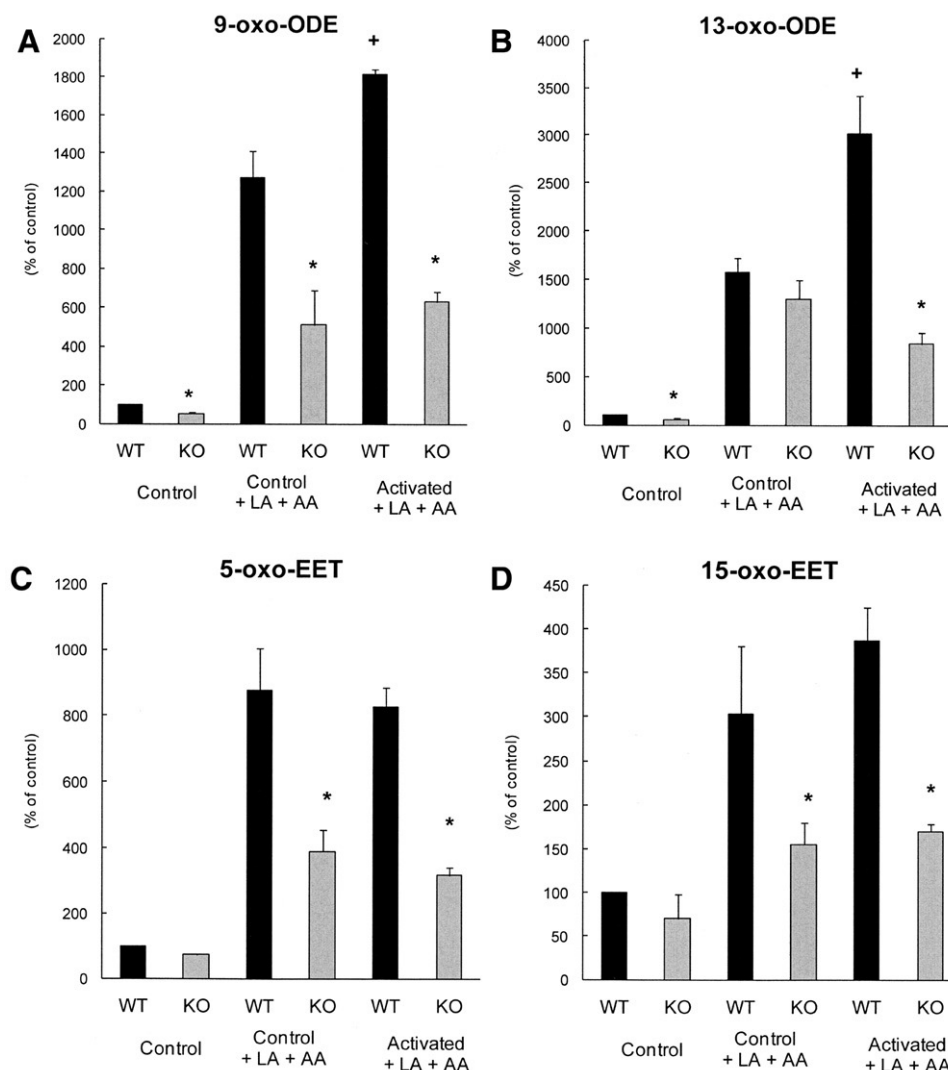 A
9-oxo-ODE
(% of control)
2000
1800
1600
1400
1200
1000
800
600
400
200
0
+
*
*
*
WT KO WT KO WT KO
Control Control + LA + AA Activated + LA + AA
B
13-oxo-ODE
(% of control)
4000
3500
3000
2500
2000
1500
1000
500
0
+
*
*
WT KO WT KO WT KO
Control Control + LA + AA Activated + LA + AA
C
5-oxo-EET
(% of control)
1200
1000
800
600
400
200
0
*
*
WT KO WT KO WT KO
Control Control + LA + AA Activated + LA + AA
D
15-oxo-EET
(% of control)
450
400
350
300
250
200
150
100
50
0
*
*
WT KO WT KO WT KO
Control Control + LA + AA Activated + LA + AA